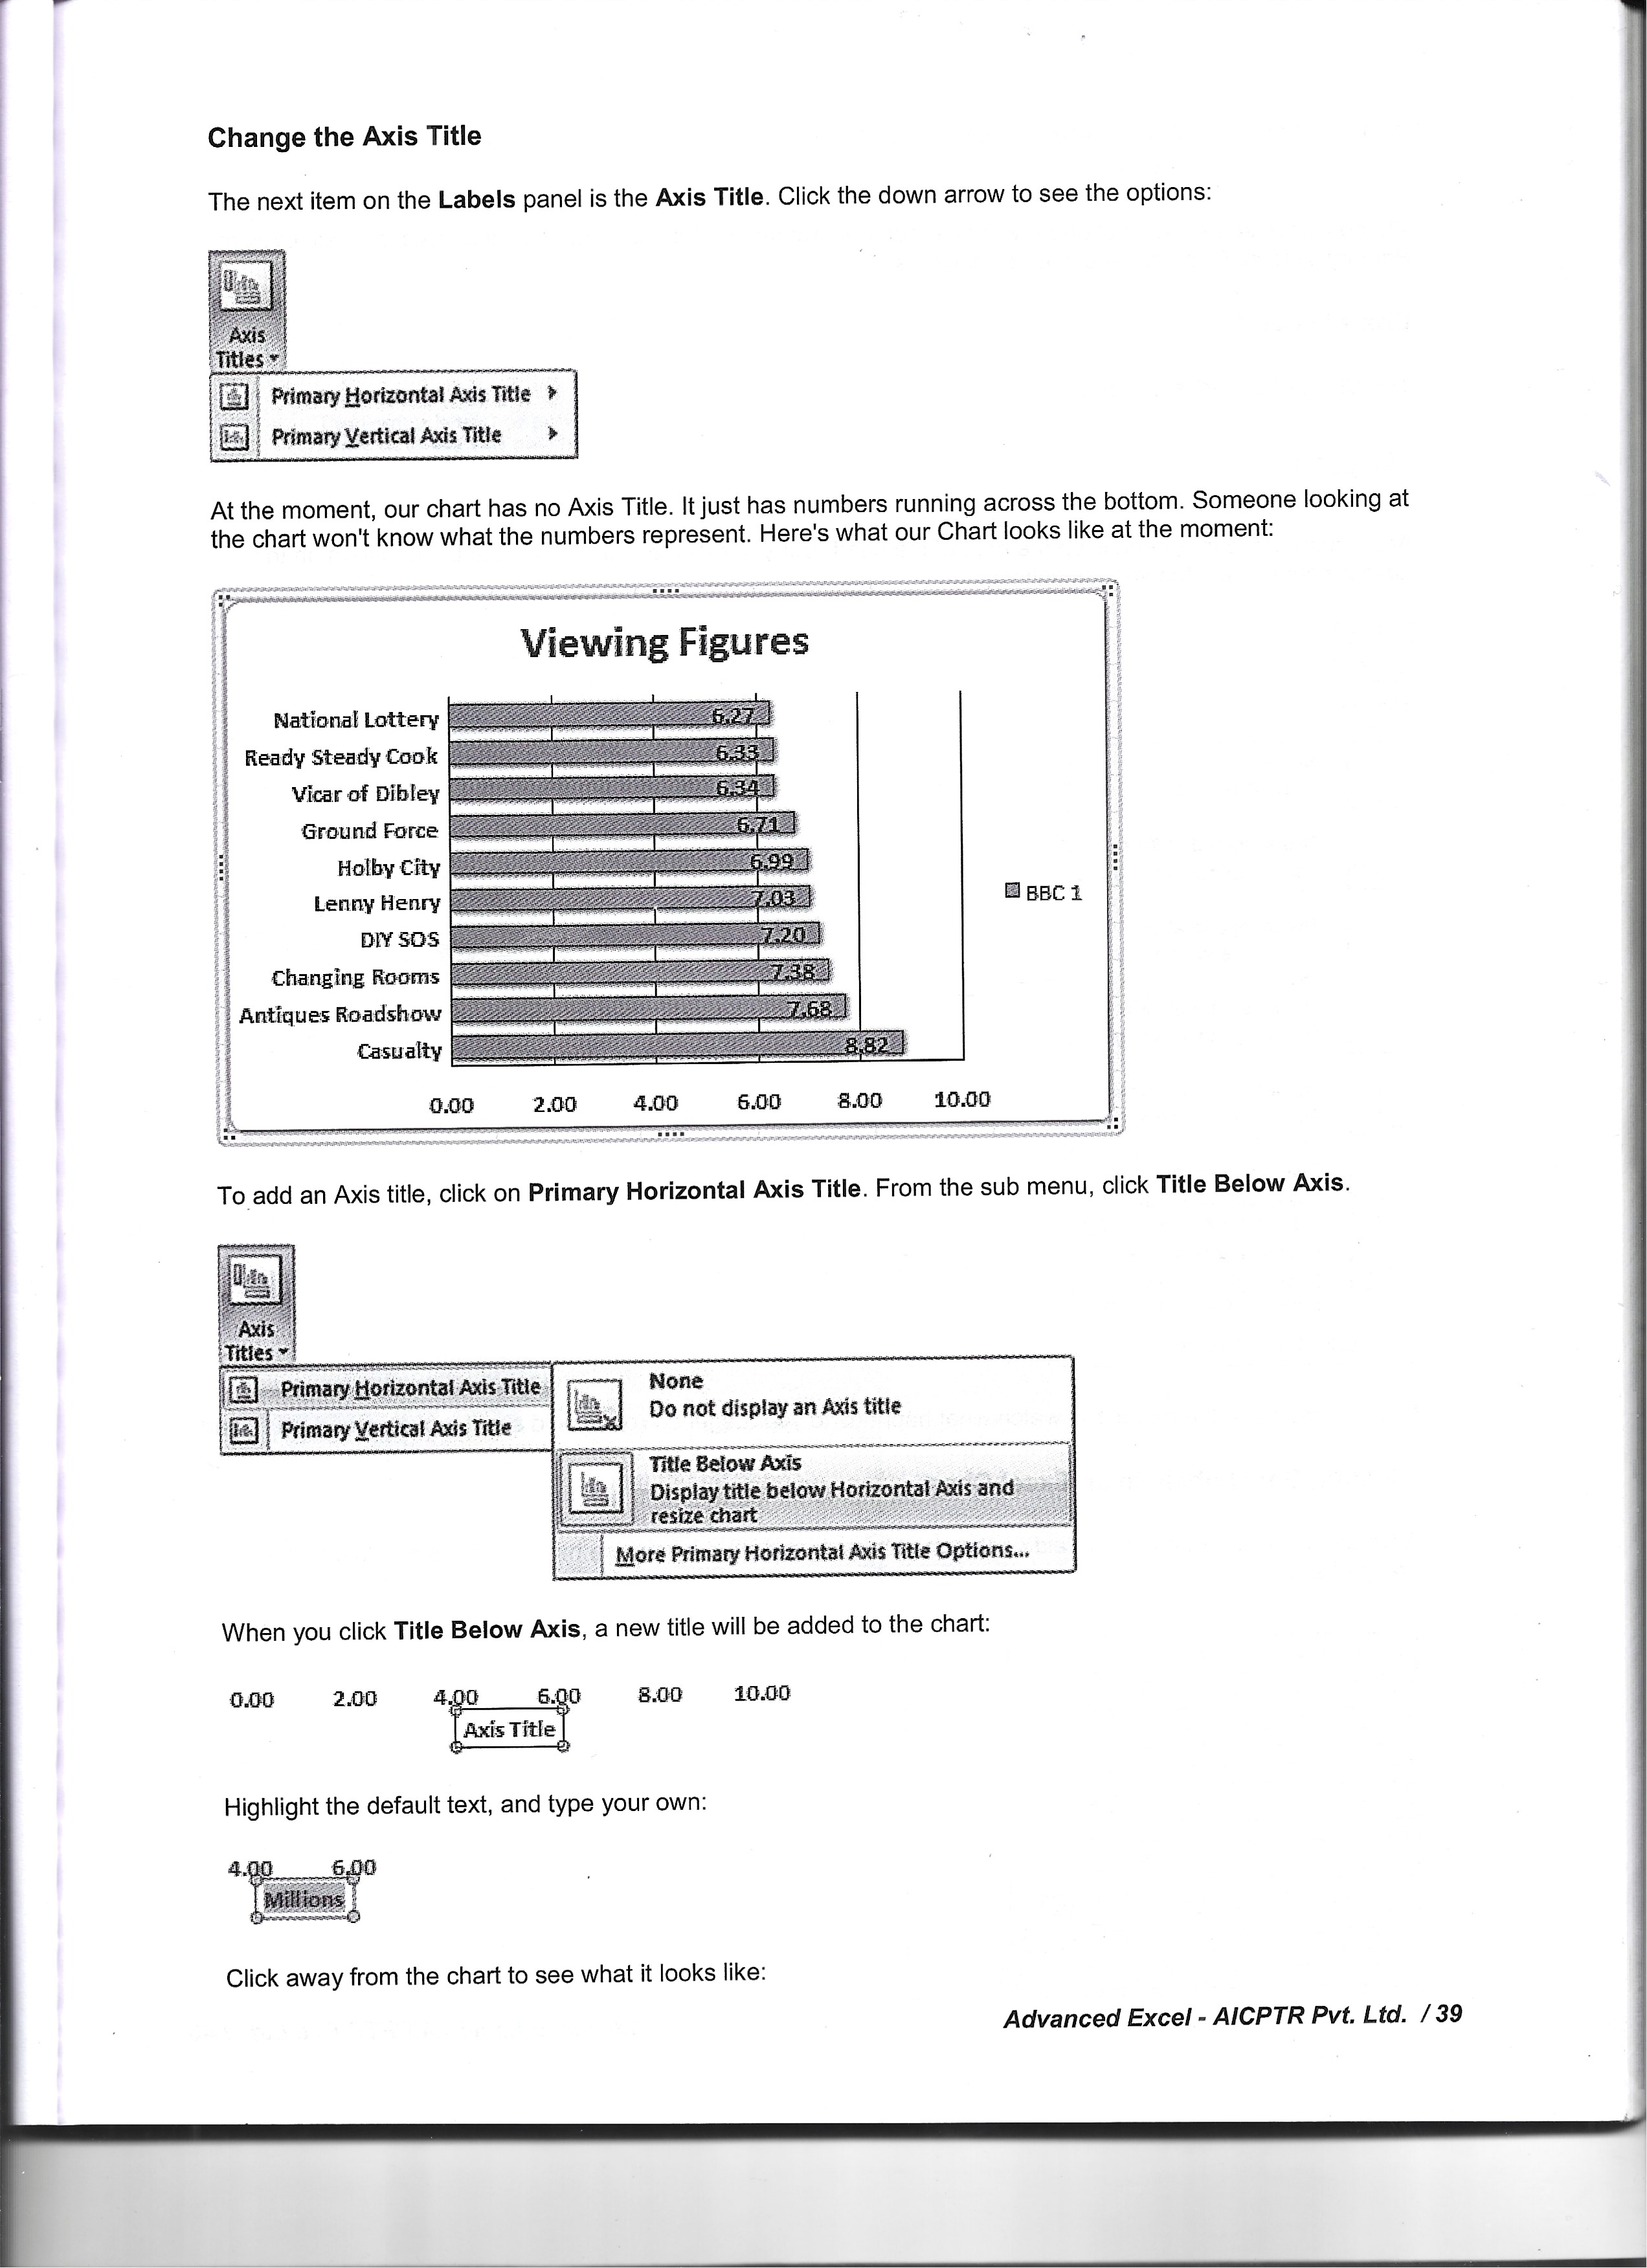 Change the Axis Title
The next item on the Labels panel is the Axis Title. Click the down arrow to see the options:
Axis
Titles
Primary Horizontal Axis Title
Primary Vertical Axis Title
At the moment, our chart has no Axis Title. It just has numbers running across the bottom. Someone looking at
the chart won't know what the numbers represent. Here's what our Chart looks like at the moment:
Viewing Figures
National Lottery 6.27
Ready Steady Cook 6.33
Vicar of Dibley 6.34
Ground Force 6.71
Holby City 6.99
Lenny Henry 7.03
BBC 1
DIY SOS 7.20
Changing Rooms 7.38
Antiques Roadshow 7.68
Casualty 8.82
0.00 2.00 4.00 6.00 8.00 10.00
To add an Axis title, click on Primary Horizontal Axis Title. From the sub menu, click Title Below Axis.
Axis
Titles
Primary Horizontal Axis Title
Primary Vertical Axis Title
None
Do not display an Axis title
Title Below Axis
Display title below Horizontal Axis and
resize chart
More Primary Horizontal Axis Title Options...
When you click Title Below Axis, a new title will be added to the chart:
0.00 2.00 4.00 6.00 8.00 10.00
Axis Title
Highlight the default text, and type your own:
4.00 6.00
Millions
Click away from the chart to see what it looks like:
Advanced Excel - AICPTR Pvt. Ltd. / 39